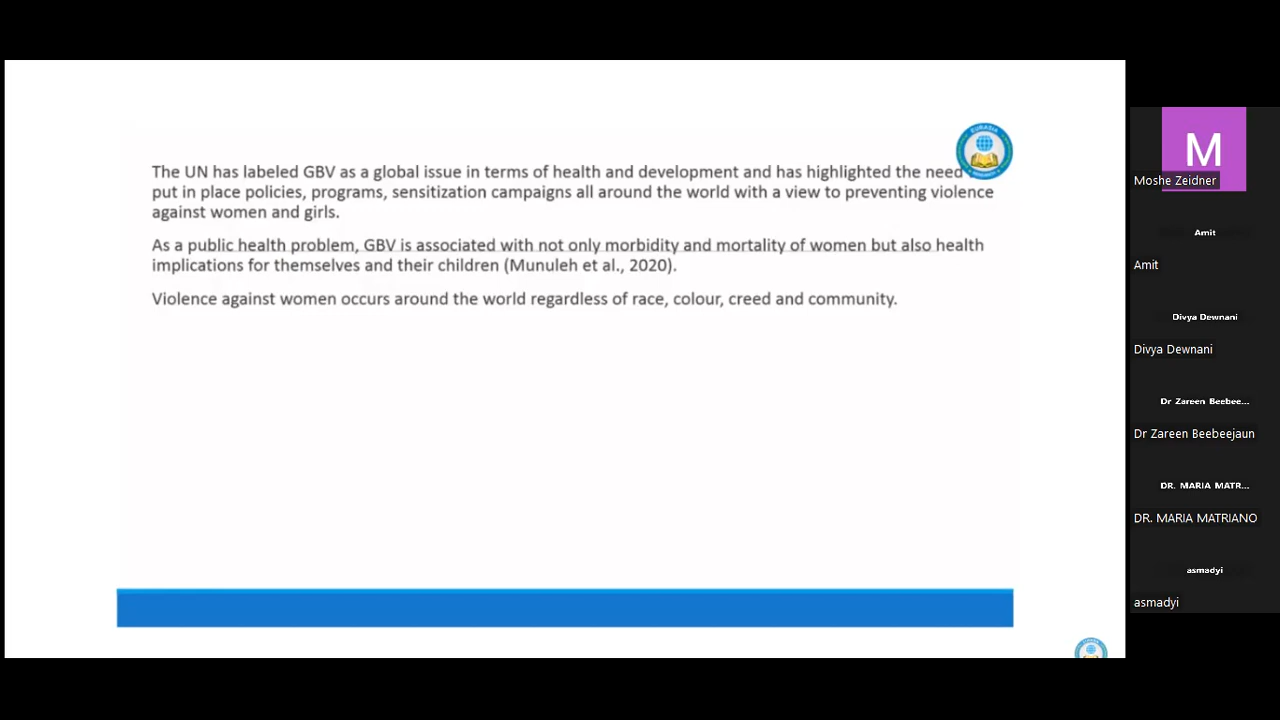 The UN has labeled GBV as a global issue in terms of health and development and has highlighted the need
put in place policies, programs, sensitization campaigns all around the world with a view to preventing violence
against women and girls.
As a public health problem, GBV is associated with not only morbidity and mortality of women but also health
implications for themselves and their children (Munuleh et al., 2020).
Violence against women occurs around the world regardless of race, colour, creed and community.
EURASIA
RESEARCH
M
Moshe Zeidner
Amit
Amit
Divya Dewnani
Divya Dewnani
Dr Zareen Beebee...
Dr Zareen Beebeejaun
DR. MARIA MATR...
DR. MARIA MATRIANO
asmadyi
asmadyi